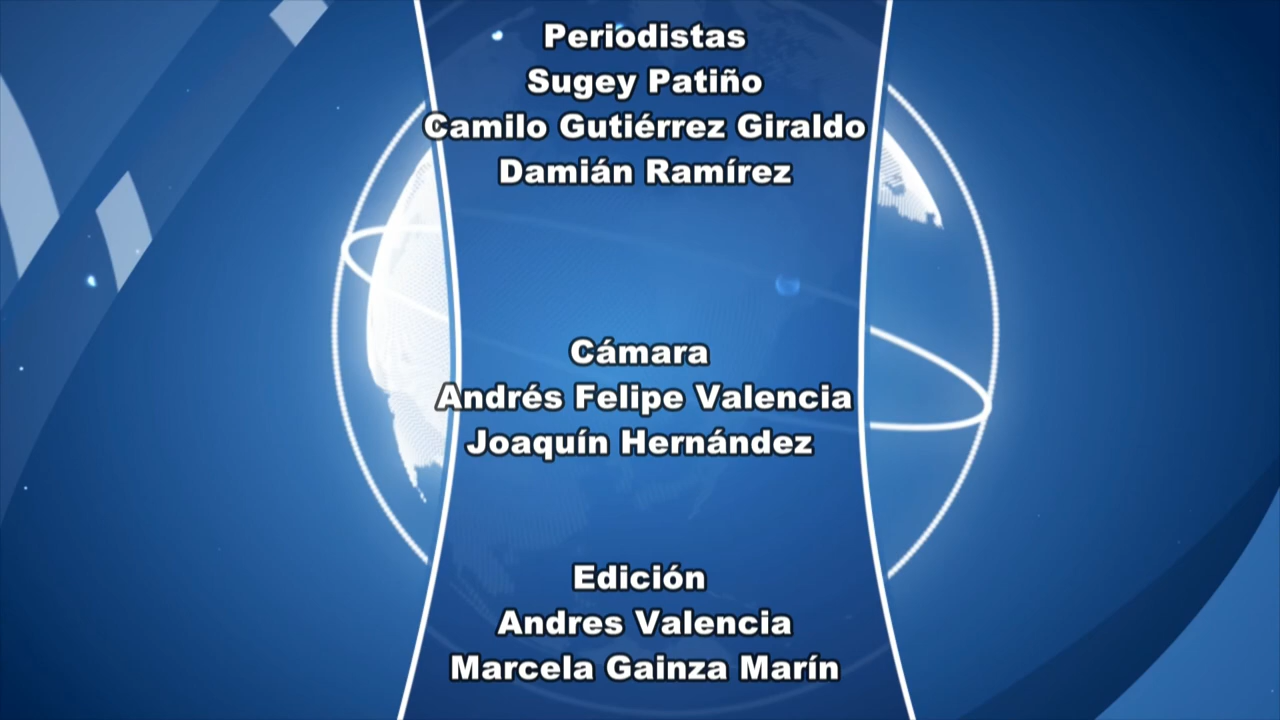 Periodistas
Sugey Patiño
Camilo Gutiérrez Giraldo
Damián Ramírez
Cámara
Andrés Felipe Valencia
Joaquín Hernández
Edición
Andres Valencia
Marcela Gainza Marín